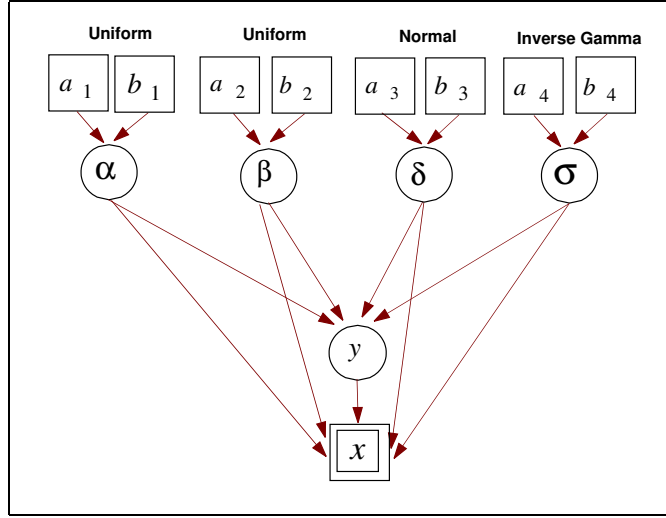 Uniform Uniform Normal Inverse Gamma
a 1 b 1 a 2 b 2 a 3 b 3 a 4 b 4
α β δ σ
y
x